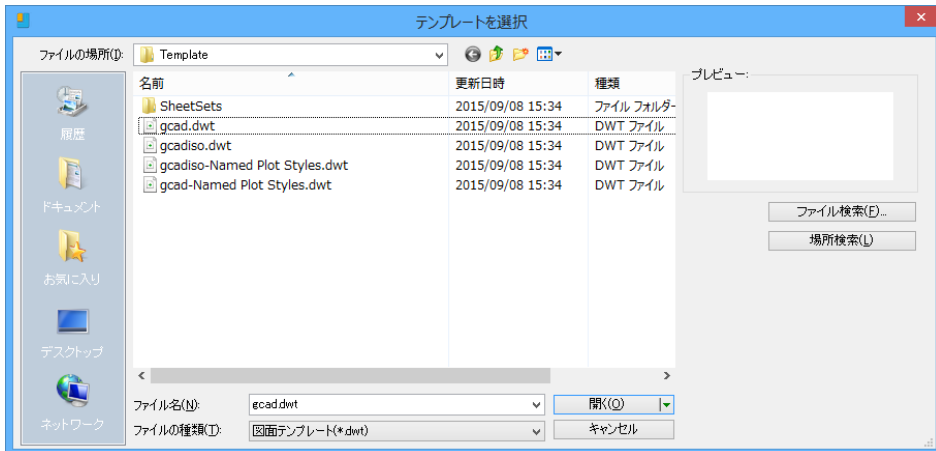 テンプレートを選択
ファイルの場所(I):
Template
プレビュー:
名前 更新日時 種類
SheetSets 2015/09/08 15:34 ファイル フォルダー
gcad.dwt 2015/09/08 15:34 DWT ファイル
gcadiso.dwt 2015/09/08 15:34 DWT ファイル
gcadiso-Named Plot Styles.dwt 2015/09/08 15:34 DWT ファイル
gcad-Named Plot Styles.dwt 2015/09/08 15:34 DWT ファイル
履歴
ドキュメント
お気に入り
デスクトップ
ネットワーク
ファイル検索(F)...
場所検索(L)
ファイル名(N): gcad.dwt 開く(O)
ファイルの種類(T): 図面テンプレート(*.dwt) キャンセル